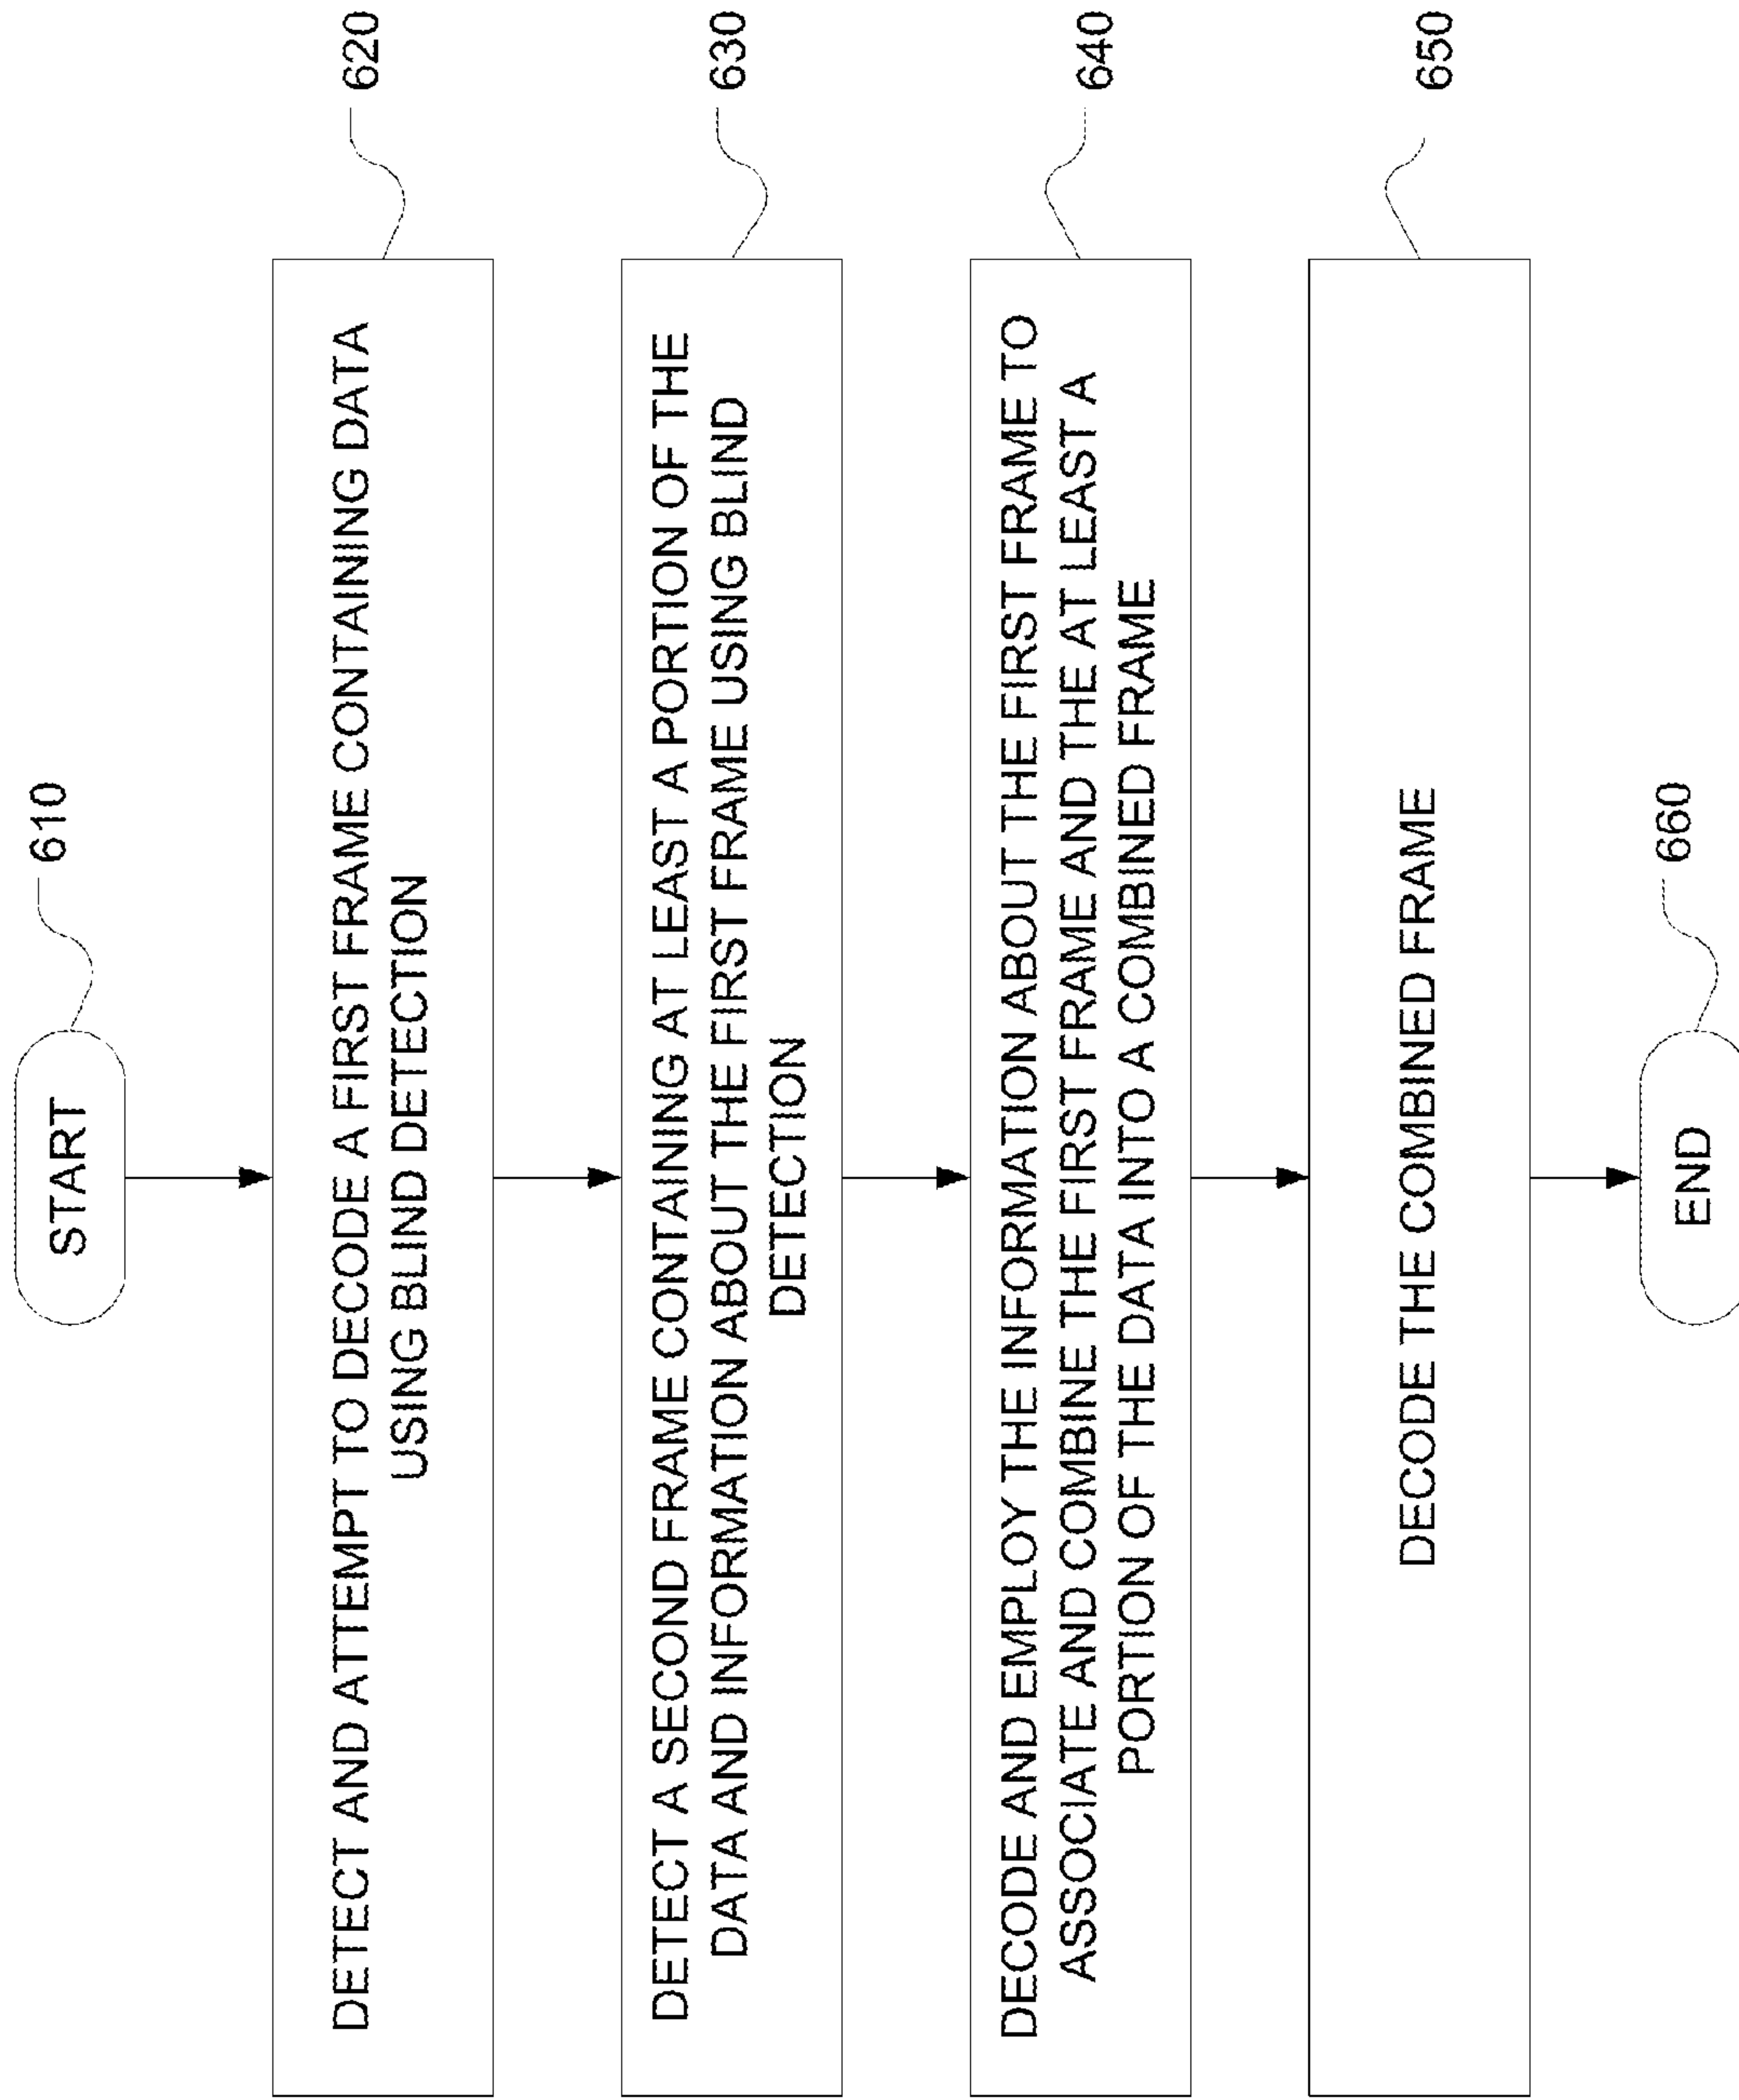 START
610
DETECT AND ATTEMPT TO DECODE A FIRST FRAME CONTAINING DATA
USING BLIND DETECTION
620
DETECT A SECOND FRAME CONTAINING AT LEAST A PORTION OF THE
DATA AND INFORMATION ABOUT THE FIRST FRAME USING BLIND
DETECTION
630
DECODE AND EMPLOY THE INFORMATION ABOUT THE FIRST FRAME TO
ASSOCIATE AND COMBINE THE FIRST FRAME AND THE AT LEAST A
PORTION OF THE DATA INTO A COMBINED FRAME
640
DECODE THE COMBINED FRAME
650
END
660